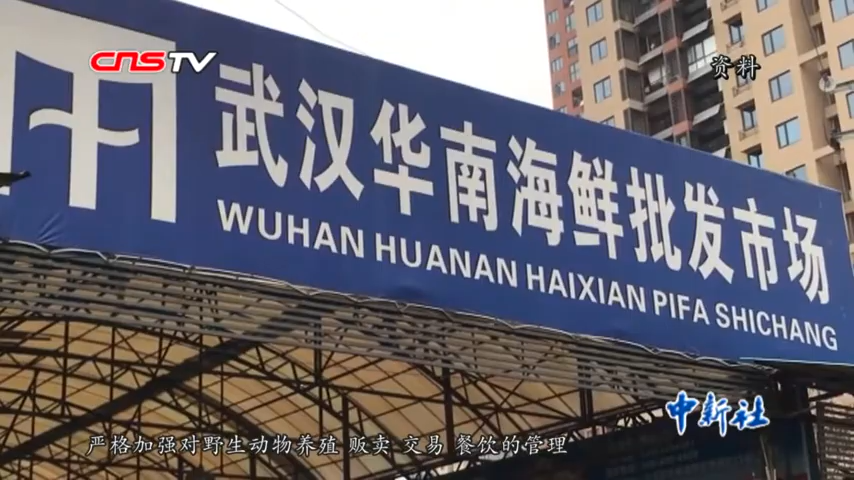 CNSTV
资料
武汉华南海鲜批发市场
WUHAN HUANAN HAIXIAN PIFA SHICHANG
中新社
严格加强对野生动物养殖 贩卖 交易 餐饮的管理